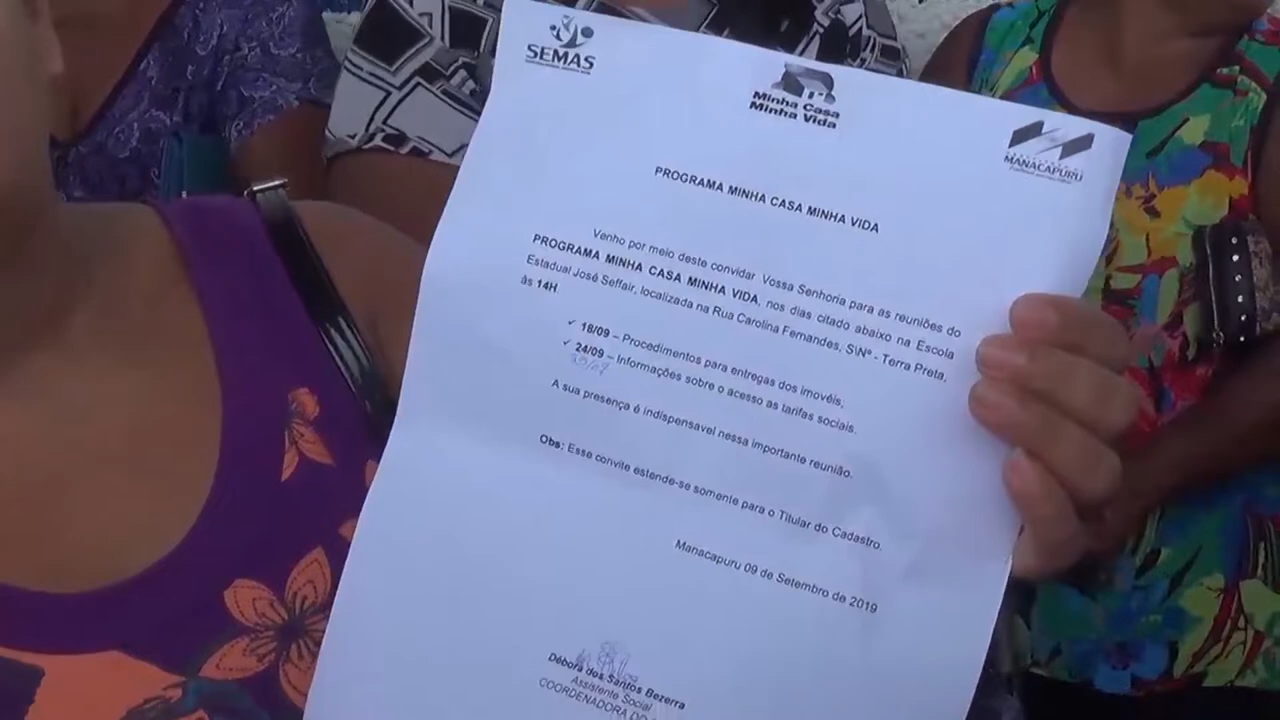 SEMAS
Minha Casa
Minha Vida
MANACAPURU
PROGRAMA MINHA CASA MINHA VIDA
Venho por meio deste convidar Vossa Senhoria para as reuniões do
PROGRAMA MINHA CASA MINHA VIDA, nos dias citado abaixo na Escola
Estadual José Seffair, localizada na Rua Carolina Fernandes, S\Nº - Terra Preta,
às 14H
✓ 18/09 – Procedimentos para entregas dos imovéis,
✓ 24/09 – Informações sobre o acesso as tarifas sociais.
A sua presença é indispensavel nessa importante reunião.
Obs: Esse convite estende-se somente para o Titular do Cadastro.
Manacapuru 09 de Setembro de 2019
Débora dos Santos Bezerra
Assistente Social
COORDENADORA DO